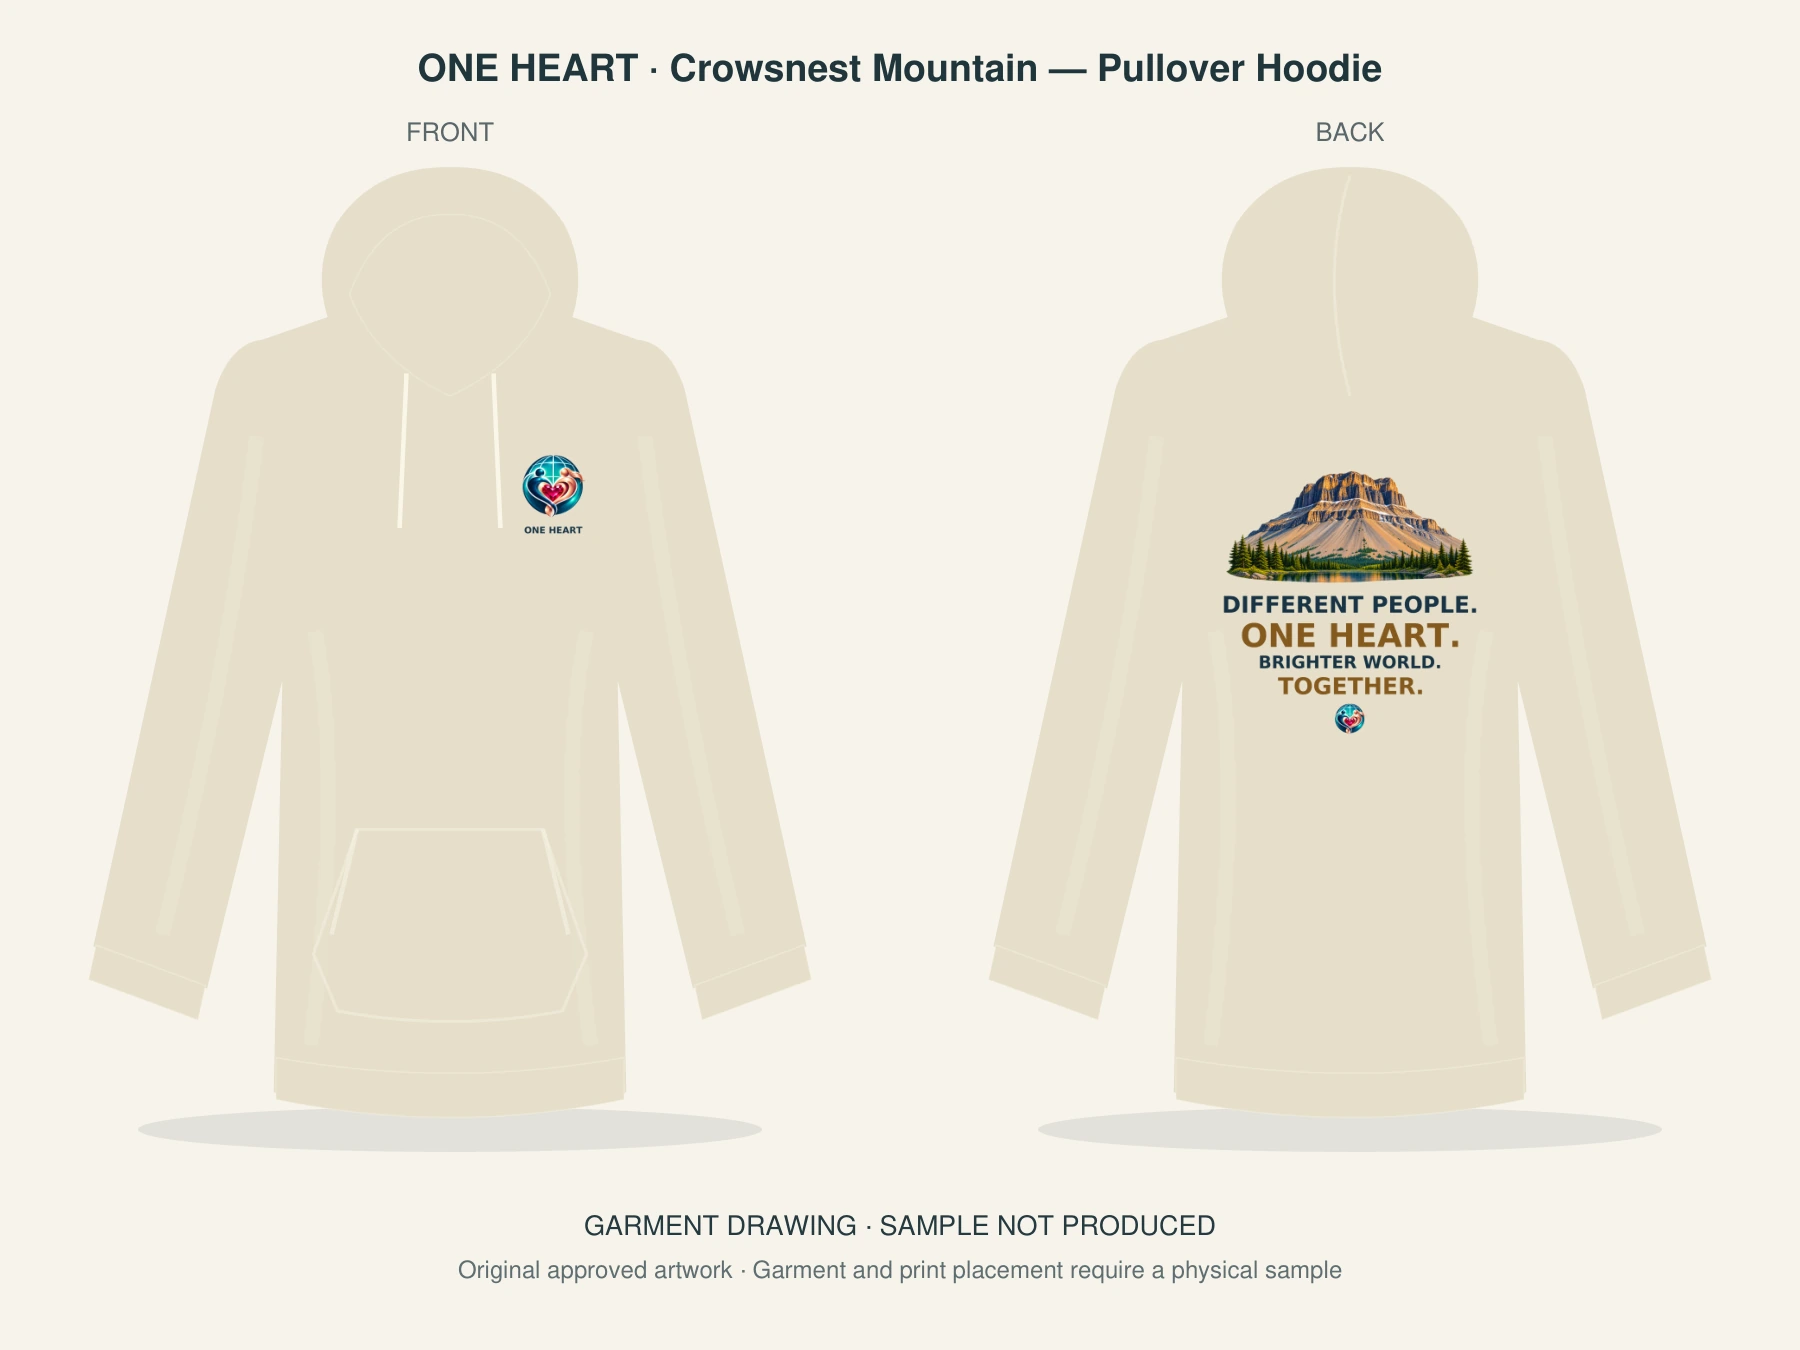 ONE HEART · Crowsnest Mountain — Pullover Hoodie
FRONT
BACK
ONE HEART
DIFFERENT PEOPLE.
ONE HEART.
BRIGHTER WORLD.
TOGETHER.
GARMENT DRAWING · SAMPLE NOT PRODUCED
Original approved artwork · Garment and print placement require a physical sample